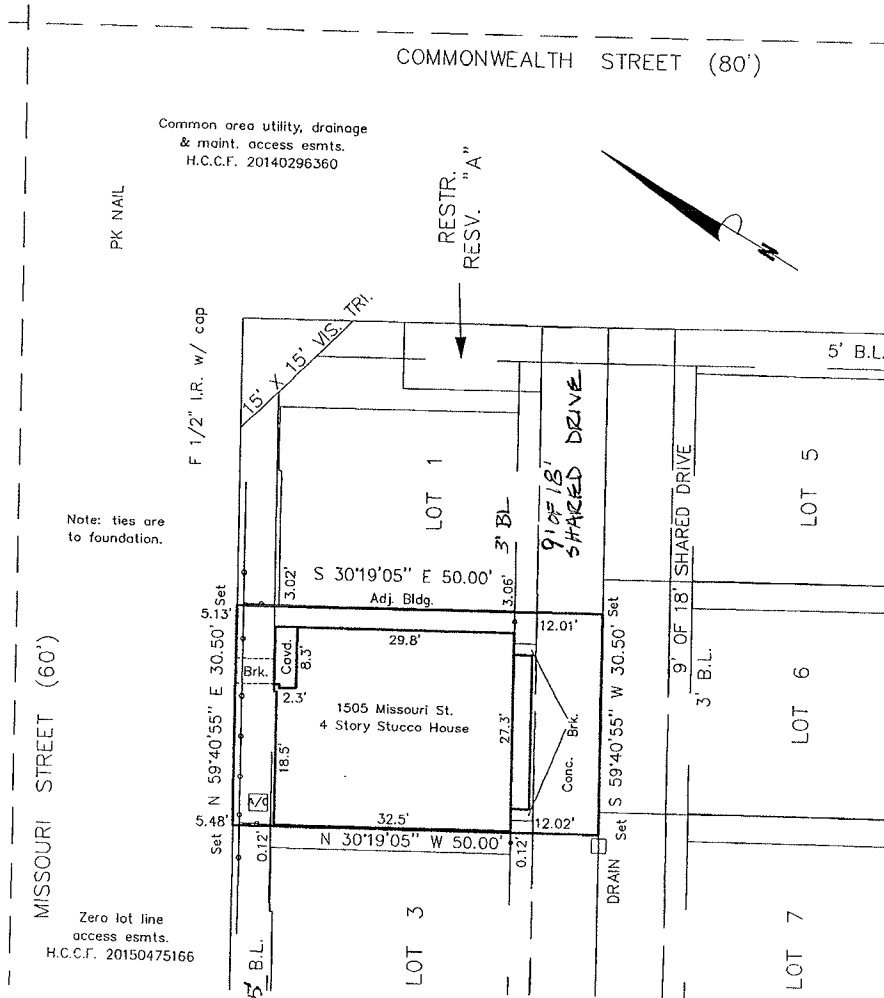 COMMONWEALTH STREET (80')
Common area utility, drainage
& maint. access esmts.
H.C.C.F. 20140296360
PK NAIL
RESTR.
RESV. "A"
N
F 1/2" I.R. w/ cap
15' X 15' VIS. TRI.
5' B.L.
LOT 1
3' BL
9' OF 18'
SHARED DRIVE
9' OF 18' SHARED DRIVE
3' B.L.
LOT 5
Note: ties are
to foundation.
S 30°19'05" E 50.00'
Adj. Bldg.
3.02'
3.06'
Set
5.13'
12.01'
Set
29.8'
Covd.
8.3'
Brk.
2.3'
1505 Missouri St.
4 Story Stucco House
18.5'
27.3'
Conc.
Brk.
N 59°40'55" E 30.50'
S 59°40'55" W 30.50'
LOT 6
MISSOURI STREET (60')
A/C
32.5'
5.48'
12.02'
Set
Set
N 30°19'05" W 50.00'
0.12'
0.12'
DRAIN
Zero lot line
access esmts.
H.C.C.F. 20150475166
5' B.L.
LOT 3
LOT 7